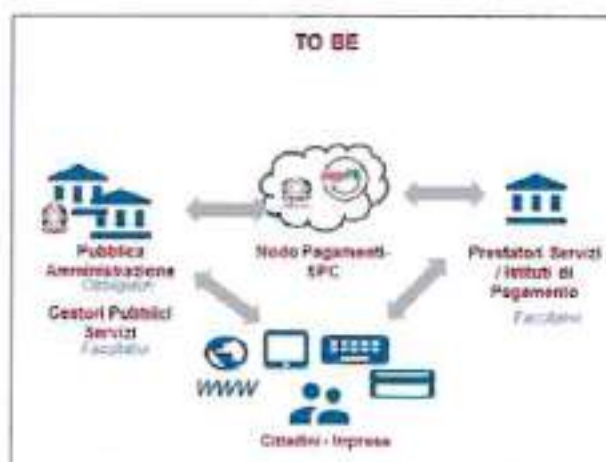 TO BE
Nodo Pagamenti-
SPC
Pubblica
Amministrazione
Obbligatori
Gestori Pubblici
Servizi
Facoltativi
Prestatori Servizi
/ Istituti di
Pagamento
Facoltativi
WWW
Cittadini - Imprese